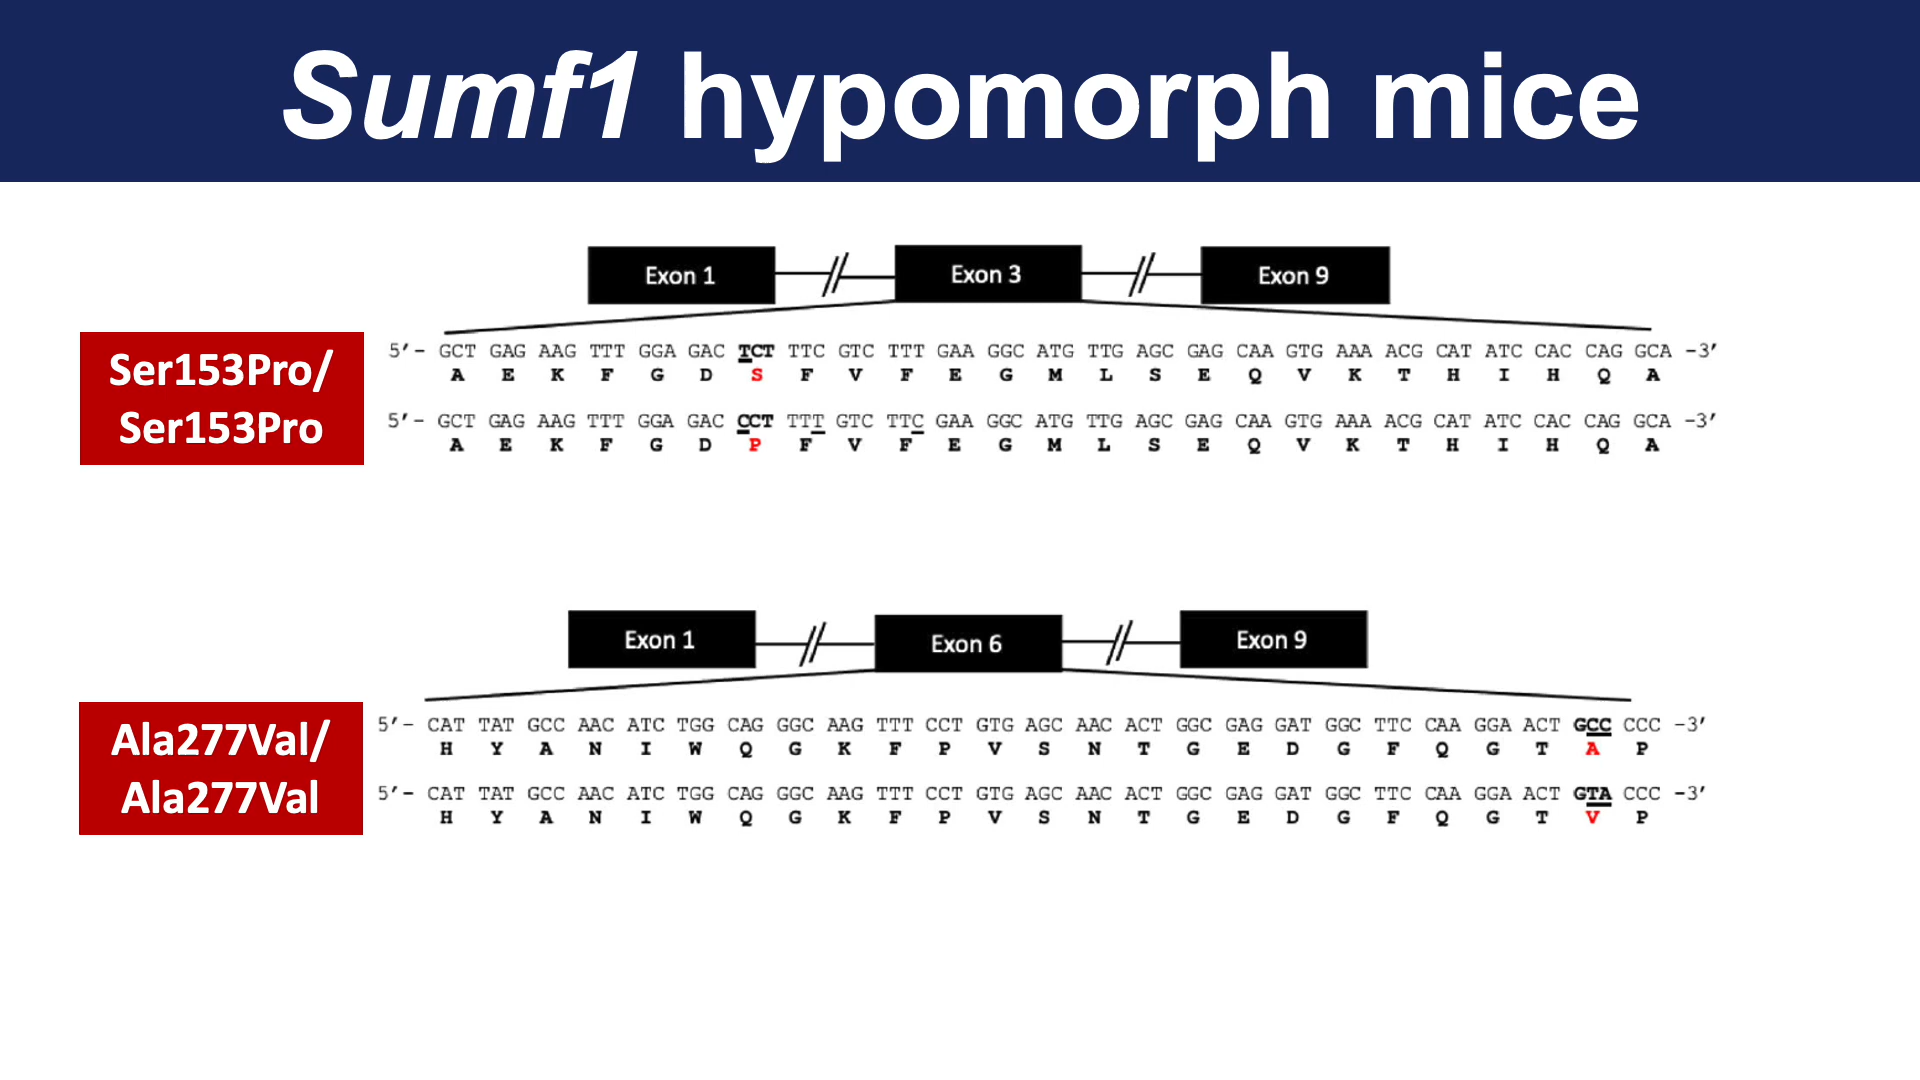 Sumf1 hypomorph mice
Exon 1 Exon 3 Exon 9
Ser153Pro/
Ser153Pro
5’- GCT GAG AAG TTT GGA GAC TCT TTC GTC TTT GAA GGC ATG TTG AGC GAG CAA GTG AAA ACG CAT ATC CAC CAG GCA -3’
A E K F G D S F V F E G M L S E Q V K T H I H Q A
5’- GCT GAG AAG TTT GGA GAC CCT TTT GTC TTC GAA GGC ATG TTG AGC GAG CAA GTG AAA ACG CAT ATC CAC CAG GCA -3’
A E K F G D P F V F E G M L S E Q V K T H I H Q A
Exon 1 Exon 6 Exon 9
Ala277Val/
Ala277Val
5’- CAT TAT GCC AAC ATC TGG CAG GGC AAG TTT CCT GTG AGC AAC ACT GGC GAG GAT GGC TTC CAA GGA ACT GCC CCC -3’
H Y A N I W Q G K F P V S N T G E D G F Q G T A P
5’- CAT TAT GCC AAC ATC TGG CAG GGC AAG TTT CCT GTG AGC AAC ACT GGC GAG GAT GGC TTC CAA GGA ACT GTA CCC -3’
H Y A N I W Q G K F P V S N T G E D G F Q G T V P